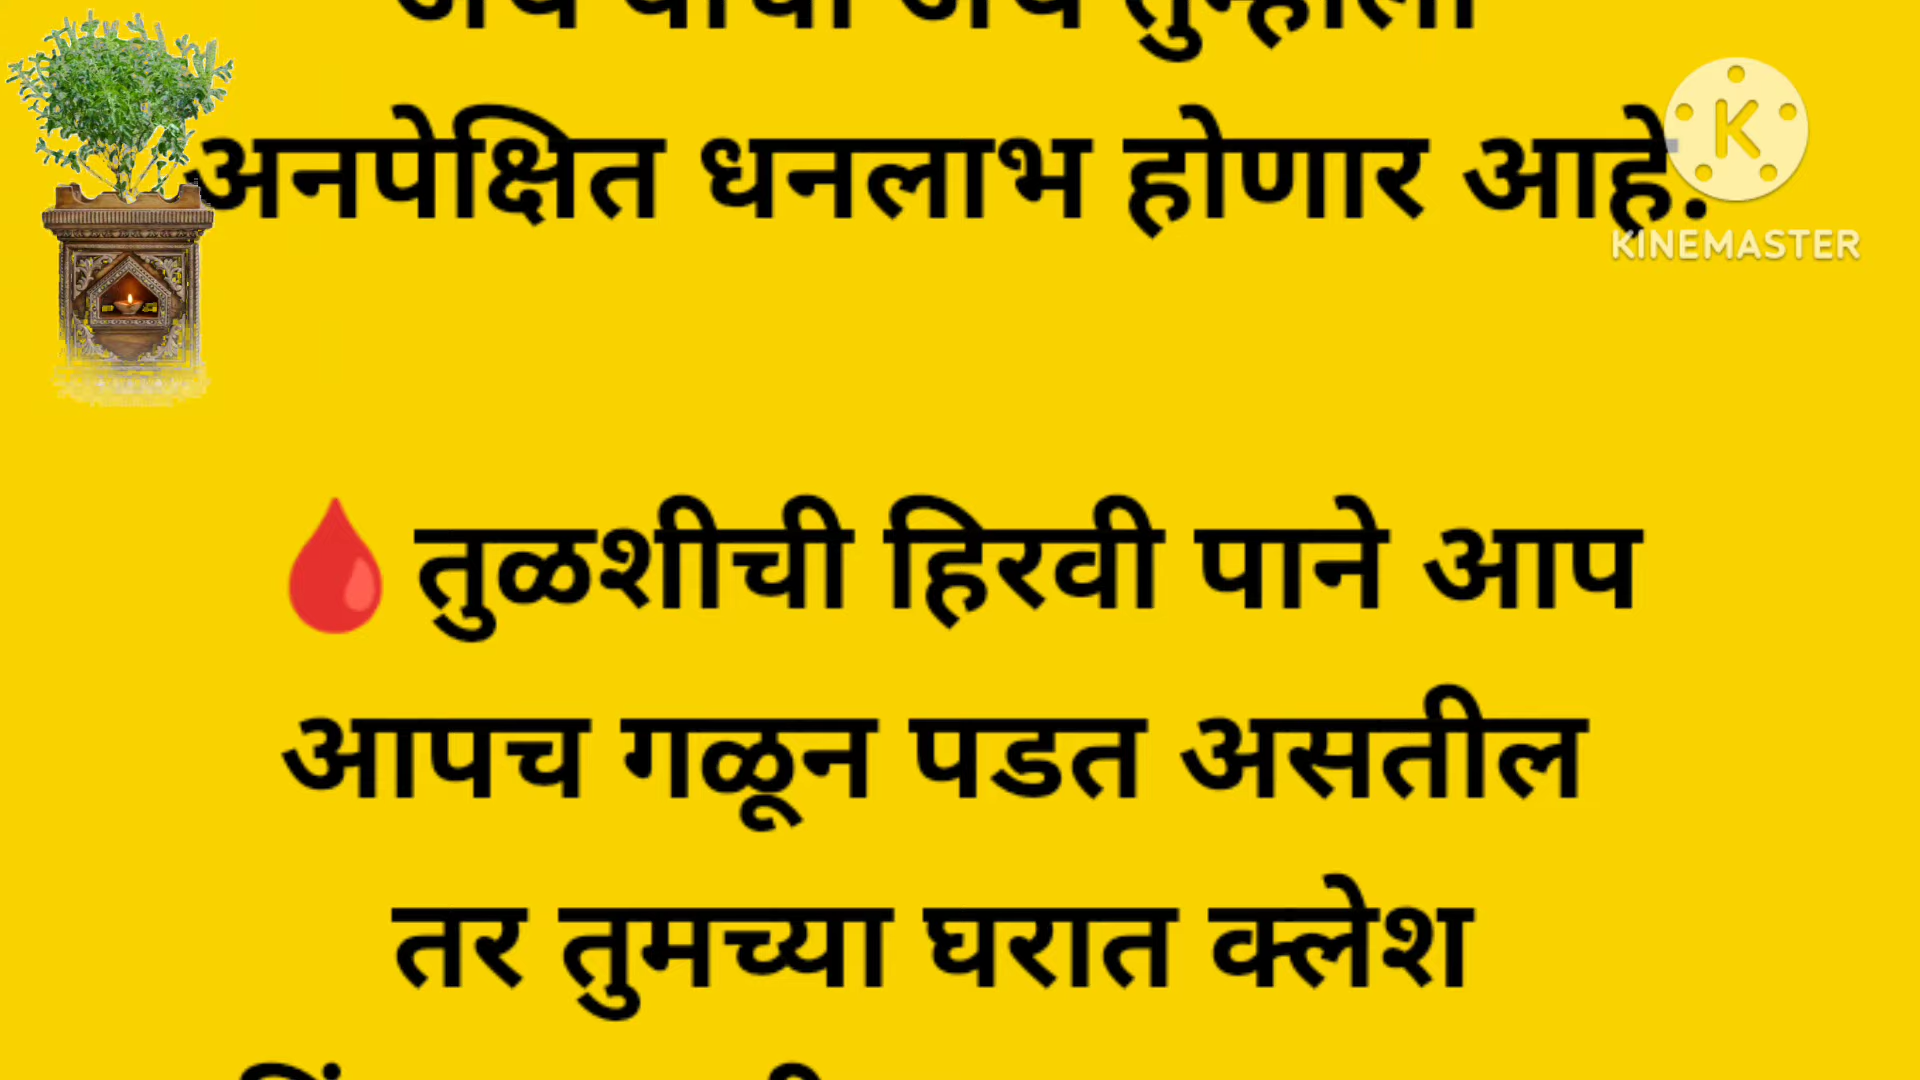 अनपेक्षित धनलाभ होणार आहे.
KINEMASTER
🩸तुळशीची हिरवी पाने आप
आपच गळून पडत असतील
तर तुमच्या घरात क्लेश